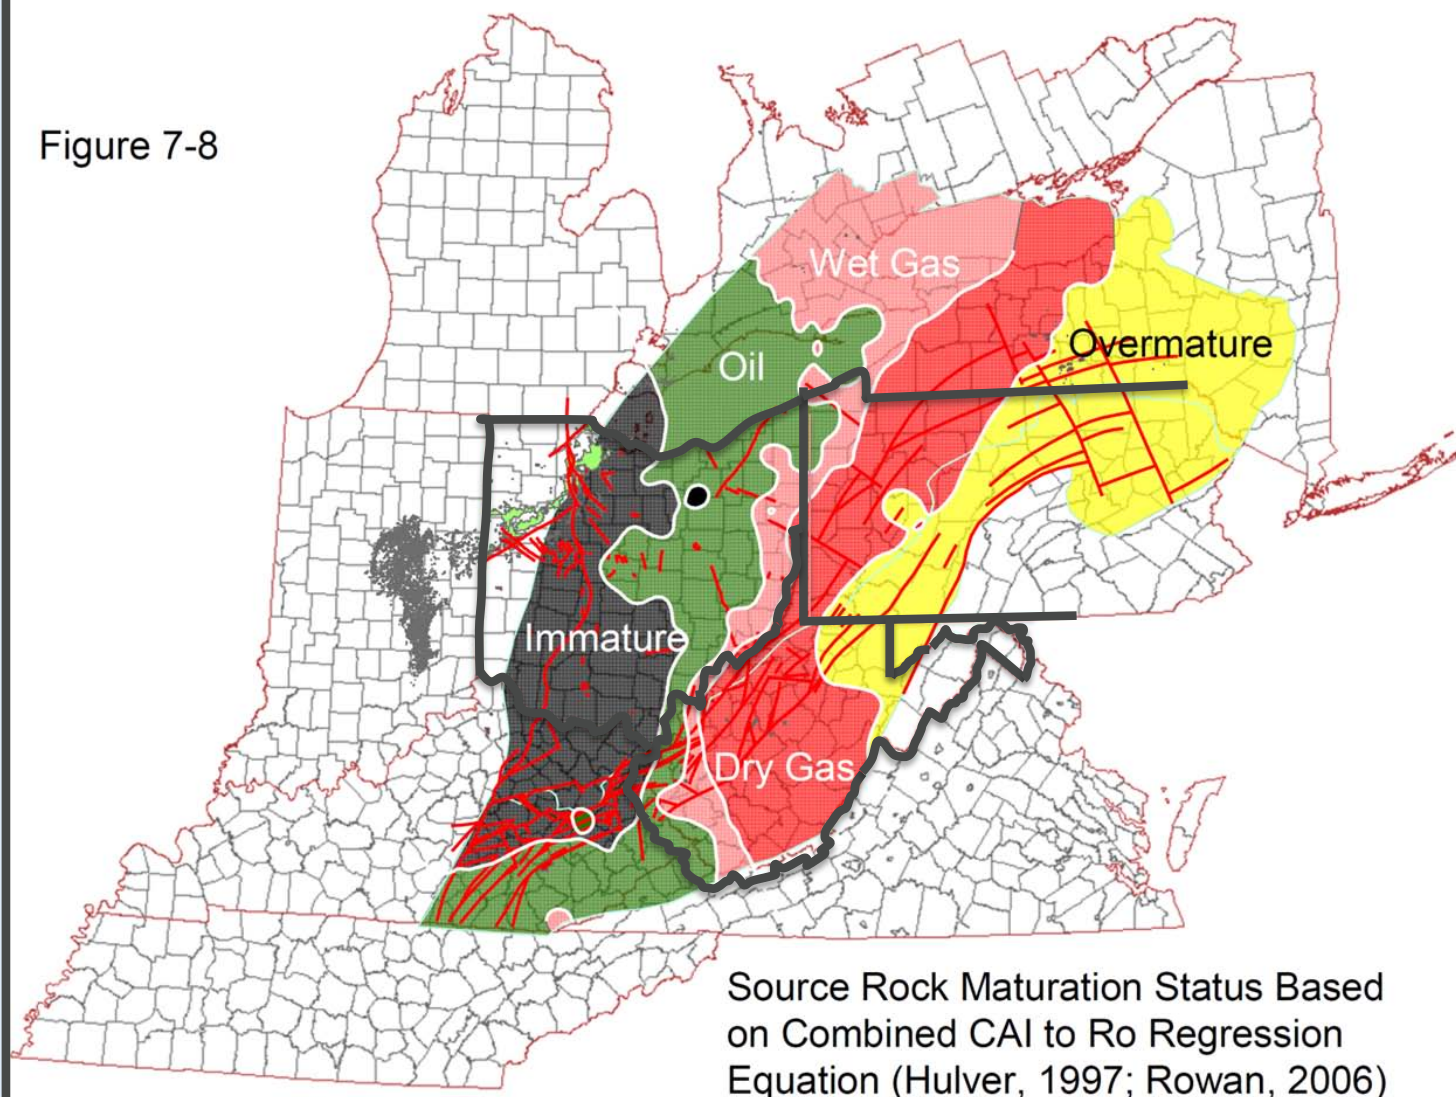 Figure 7-8
Wet Gas
Overmature
Oil
Immature
Dry Gas
Source Rock Maturation Status Based
on Combined CAI to Ro Regression
Equation (Hulver, 1997; Rowan, 2006)